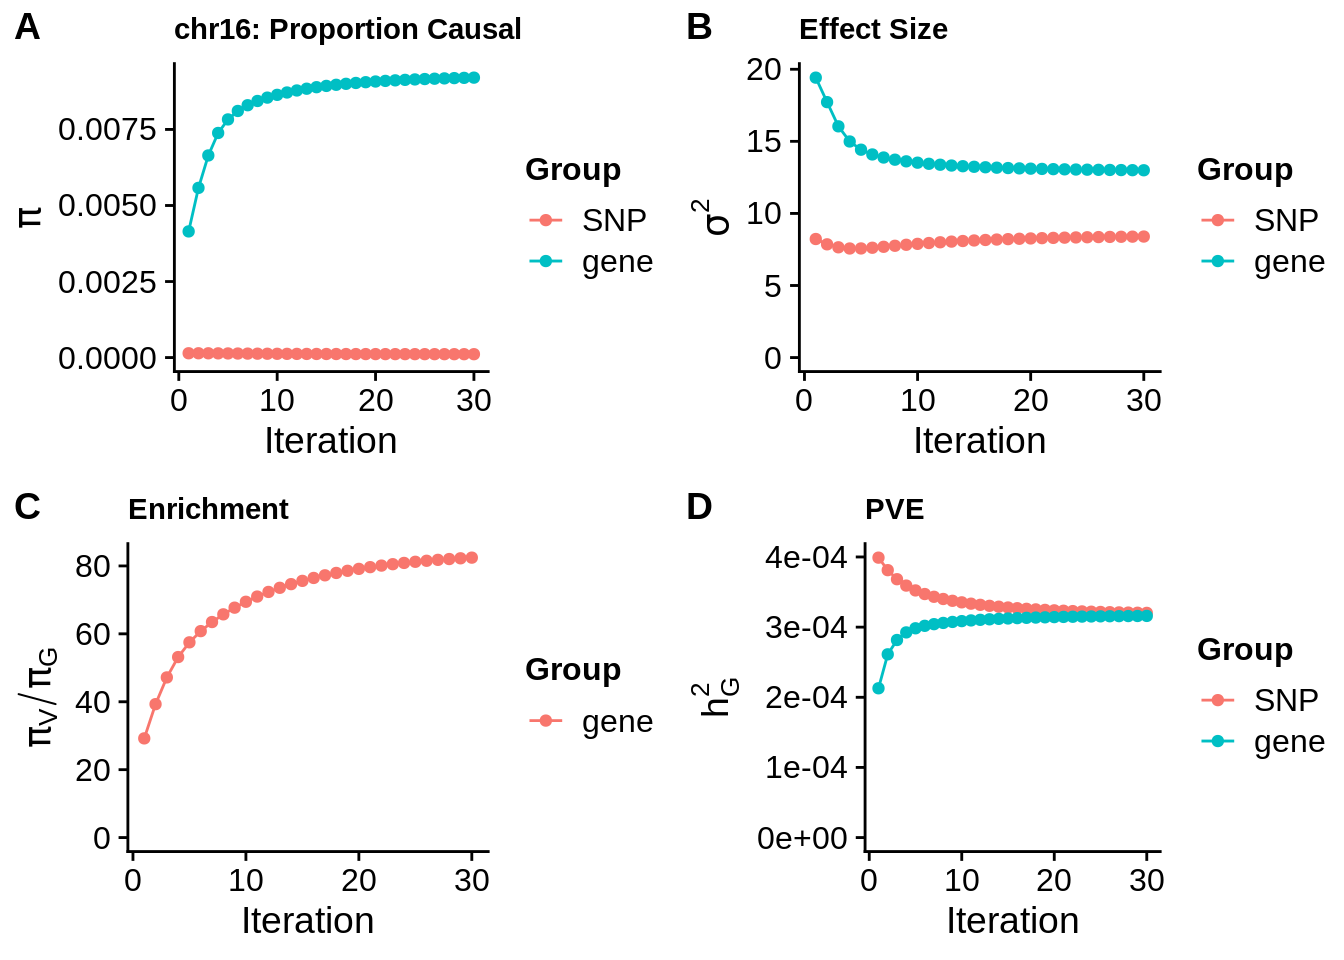 A
chr16: Proportion Causal
0.0075
0.0050
0.0025
0.0000
π
0 10 20 30
Iteration
Group
SNP
gene
B
Effect Size
20
15
10
5
0
σ²
0 10 20 30
Iteration
Group
SNP
gene
C
Enrichment
80
60
40
20
0
π_V/π_G
0 10 20 30
Iteration
Group
gene
D
PVE
4e-04
3e-04
2e-04
1e-04
0e+00
h²_G
0 10 20 30
Iteration
Group
SNP
gene